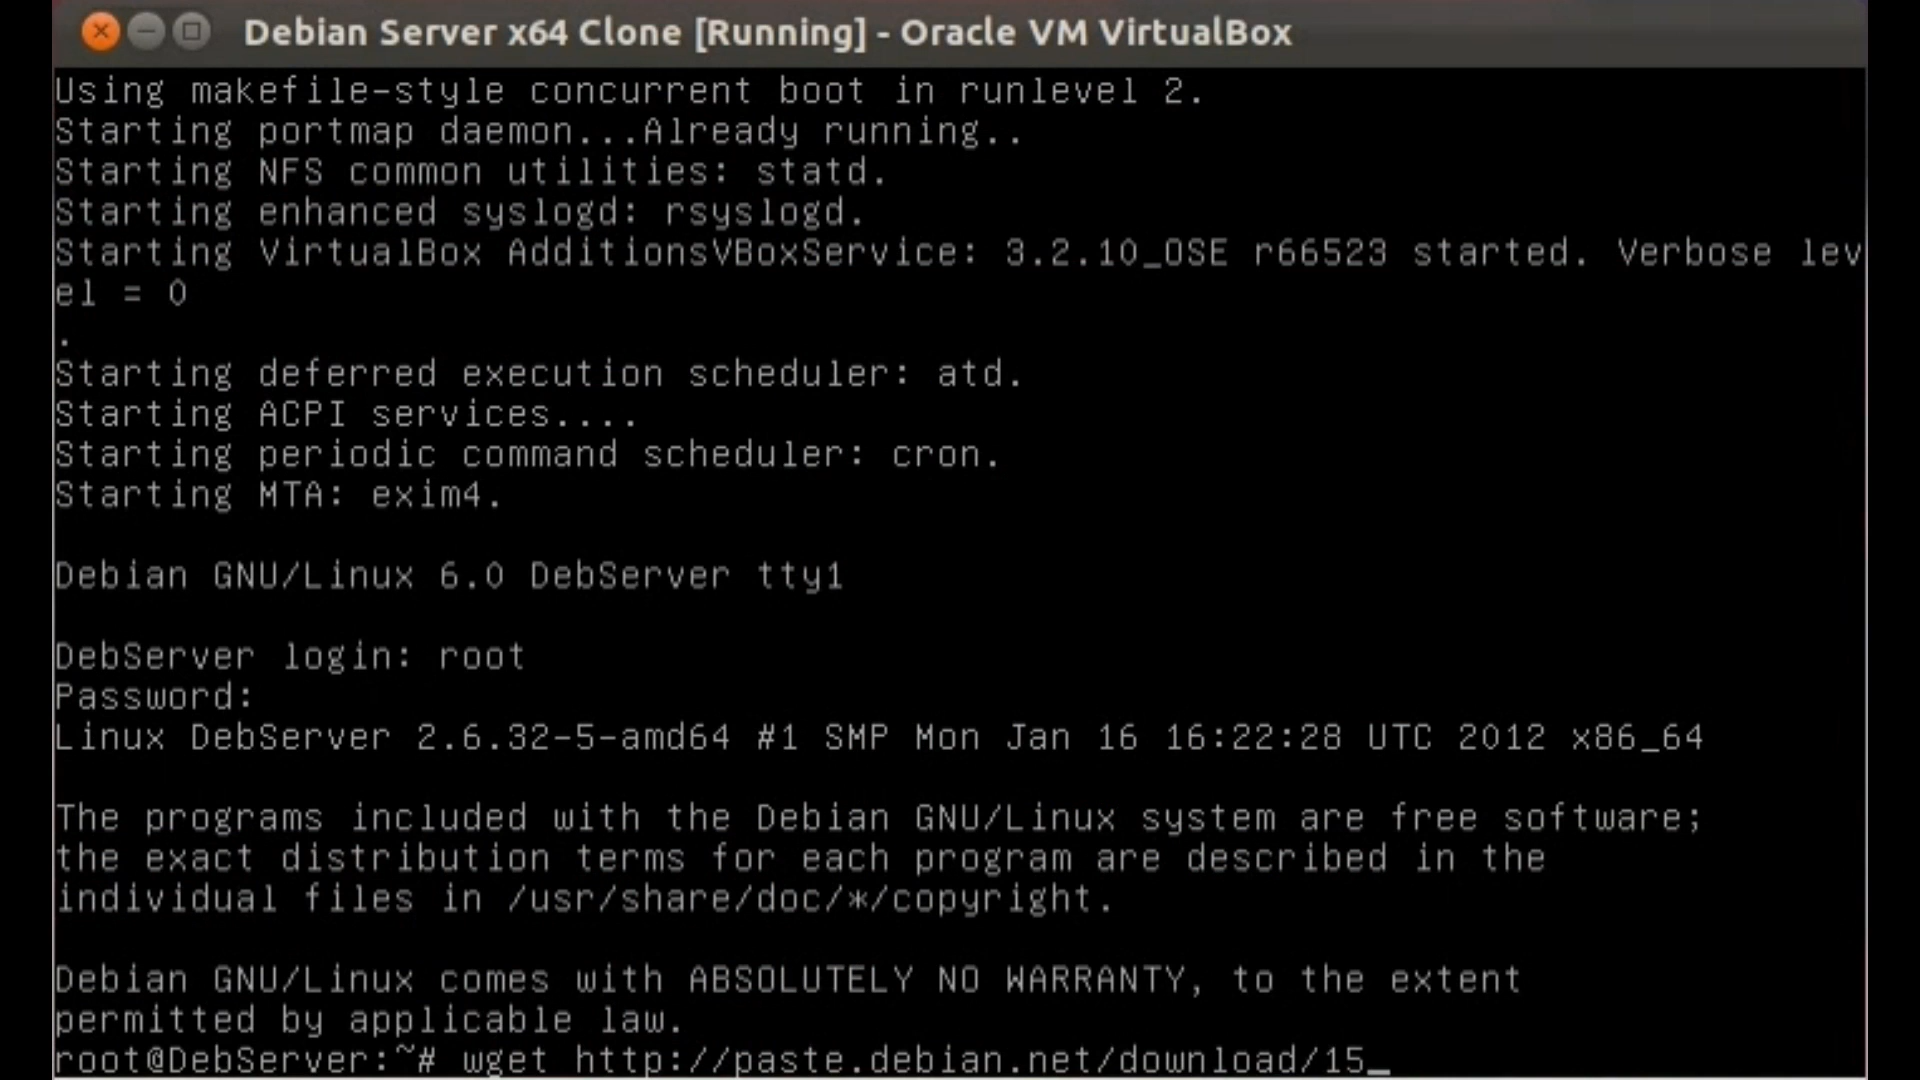 Debian Server x64 Clone [Running] - Oracle VM VirtualBox
Using makefile-style concurrent boot in runlevel 2.
Starting portmap daemon...Already running..
Starting NFS common utilities: statd.
Starting enhanced syslogd: rsyslogd.
Starting VirtualBox AdditionsVBoxService: 3.2.10_OSE r66523 started. Verbose lev
el = 0
.
Starting deferred execution scheduler: atd.
Starting ACPI services....
Starting periodic command scheduler: cron.
Starting MTA: exim4.
Debian GNU/Linux 6.0 DebServer tty1
DebServer login: root
Password:
Linux DebServer 2.6.32-5-amd64 #1 SMP Mon Jan 16 16:22:28 UTC 2012 x86_64
The programs included with the Debian GNU/Linux system are free software;
the exact distribution terms for each program are described in the
individual files in /usr/share/doc/*/copyright.
Debian GNU/Linux comes with ABSOLUTELY NO WARRANTY, to the extent
permitted by applicable law.
root@DebServer:~# wget http://paste.debian.net/download/15_